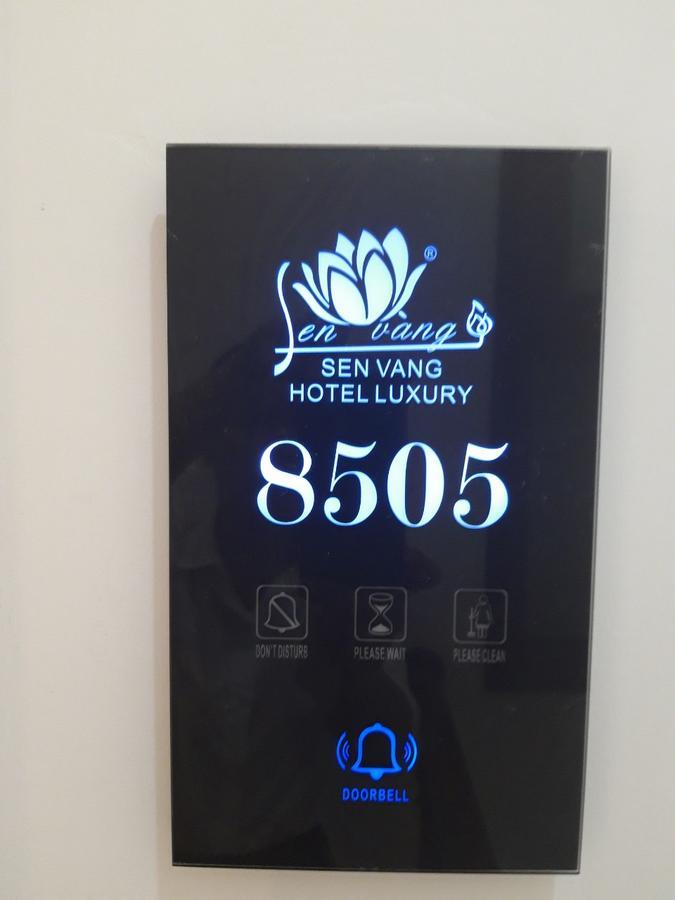 Sen vàng ®
SEN VANG
HOTEL LUXURY
8505
DON'T DISTURB PLEASE WAIT PLEASE CLEAN
DOORBELL